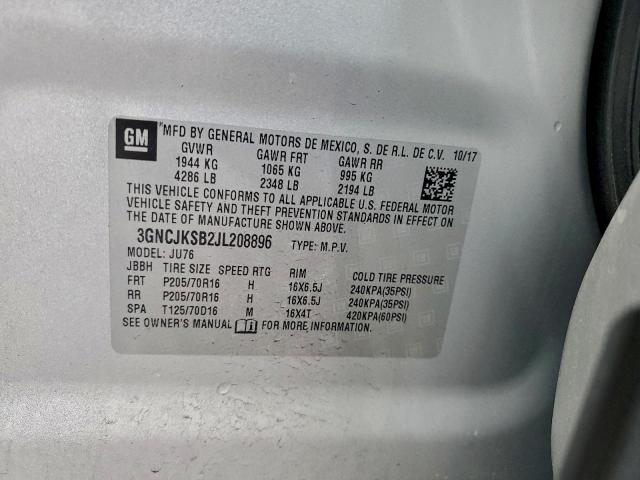 GM
MFD BY GENERAL MOTORS DE MEXICO, S. DE R.L. DE C.V. 10/17
GVWR GAWR FRT GAWR RR
1944 KG 1065 KG 995 KG
4286 LB 2348 LB 2194 LB
THIS VEHICLE CONFORMS TO ALL APPLICABLE U.S. FEDERAL MOTOR
VEHICLE SAFETY AND THEFT PREVENTION STANDARDS IN EFFECT ON
THE DATE OF MANUFACTURE SHOWN ABOVE.
3GNCJKSB2JL208896 TYPE: M.P.V.
MODEL: JU76
JBBH TIRE SIZE SPEED RTG RIM COLD TIRE PRESSURE
FRT P205/70R16 H 16X6.5J 240KPA(35PSI)
RR P205/70R16 H 16X6.5J 240KPA(35PSI)
SPA T125/70D16 M 16X4T 420KPA(60PSI)
SEE OWNER'S MANUAL FOR MORE INFORMATION.